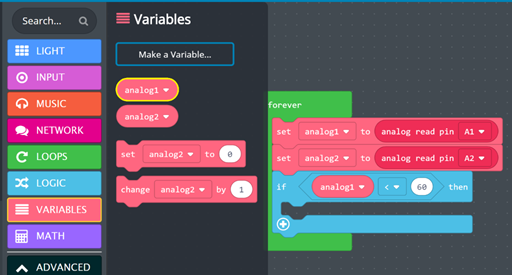 Search...
LIGHT
INPUT
MUSIC
NETWORK
LOOPS
LOGIC
VARIABLES
MATH
ADVANCED
Variables
Make a Variable...
analog1
analog2
set analog2 to 0
change analog2 by 1
forever
set analog1 to analog read pin A1
set analog2 to analog read pin A2
if analog1 < 60 then